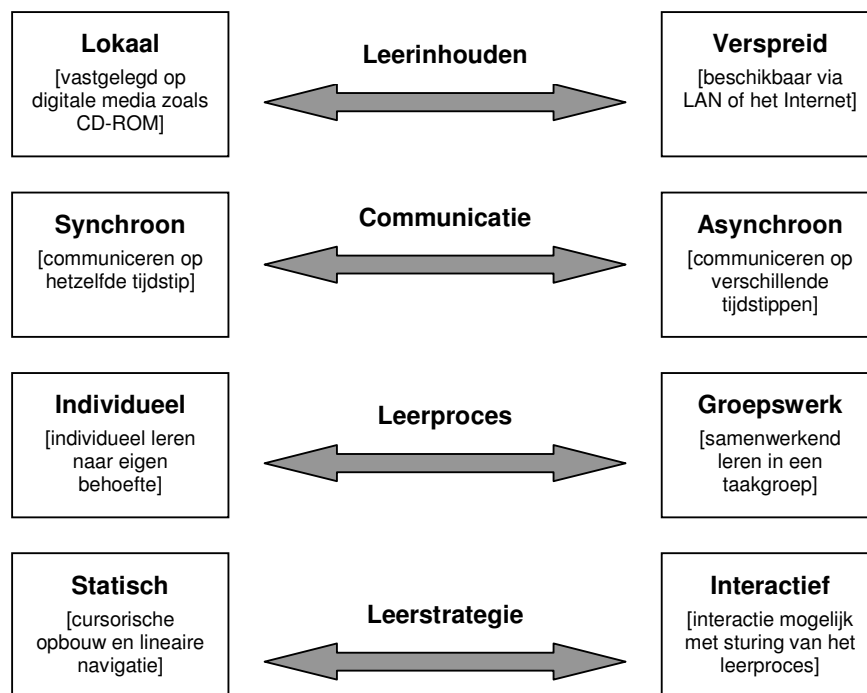 Lokaal
[vastgelegd op
digitale media zoals
CD-ROM]
Leerinhouden
Verspreid
[beschikbaar via
LAN of het Internet]
Synchroon
[communiceren op
hetzelfde tijdstip]
Communicatie
Asynchroon
[communiceren op
verschillende
tijdstippen]
Individueel
[individueel leren
naar eigen
behoefte]
Leerproces
Groepswerk
[samenwerkend
leren in een
taakgroep]
Statisch
[cursorische
opbouw en lineaire
navigatie]
Leerstrategie
Interactief
[interactie mogelijk
met sturing van het
leerproces]